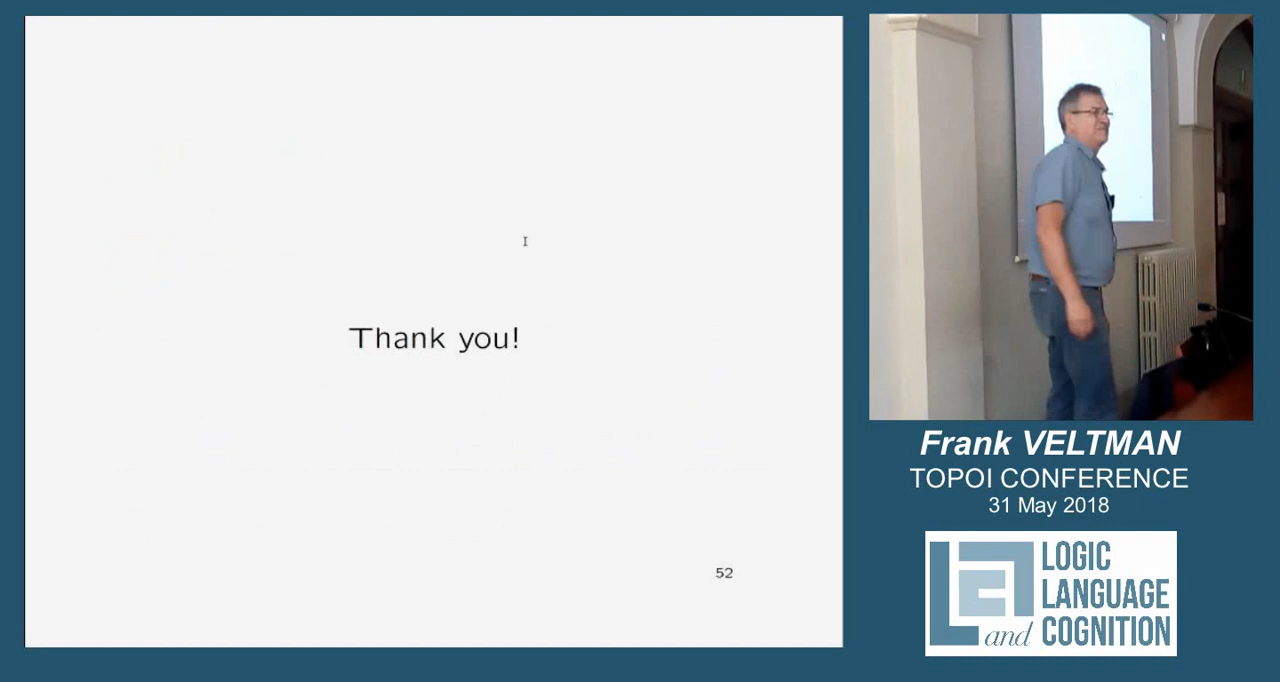 Thank you!
52
Frank VELTMAN
TOPOI CONFERENCE
31 May 2018
LOGIC
LANGUAGE
and COGNITION